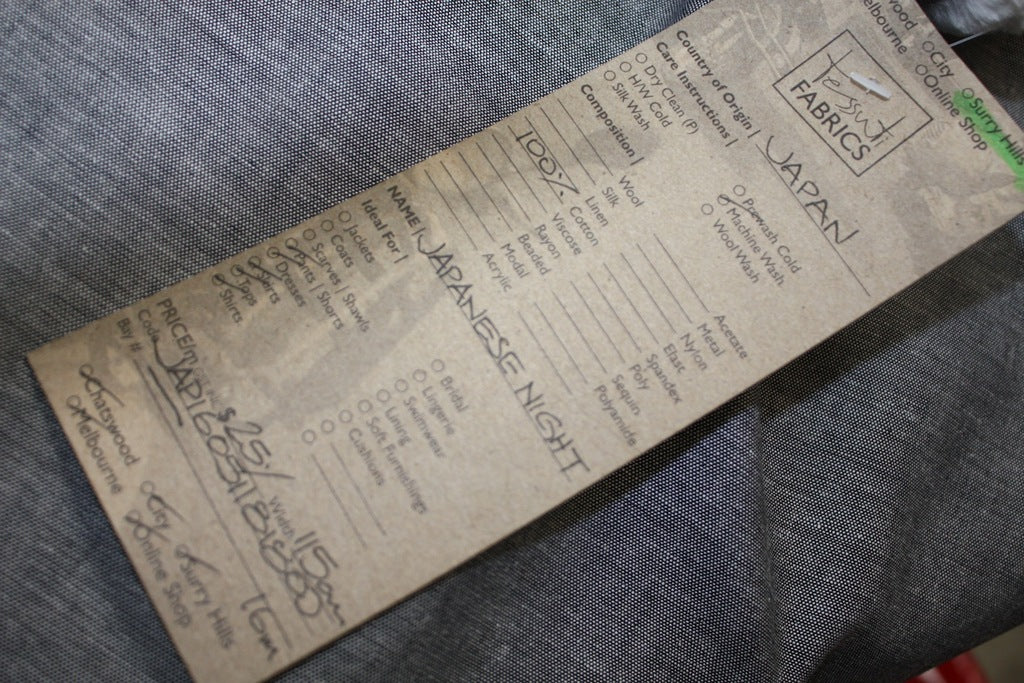 wood
elbourne
City
Online Shop
Surry Hills
tessuti
FABRICS
Country of Origin | JAPAN
Care Instructions |
Dry Clean (P)
H/W Cold
Silk Wash
Prewash Cold
Machine Wash
Wool Wash
Composition |
Wool
Silk
Linen
100% Cotton
Viscose
Rayon
Beaded
Modal
Acrylic
Acetate
Metal
Nylon
Elast
Spandex
Poly
Sequin
Polyamide
NAME | JAPANESE NIGHT
Ideal For |
Jackets
Coats
Scarves | Shawls
Pants | Shorts
Dresses
Skirts
Tops
Shirts
Bridal
Lingerie
Swimwear
Lining
Soft Furnishings
Cushions
PRICE/M $25/ Width 115cm
Code
Bay # 16m
Chatswood
Melbourne
City
Surry Hills
Online Shop